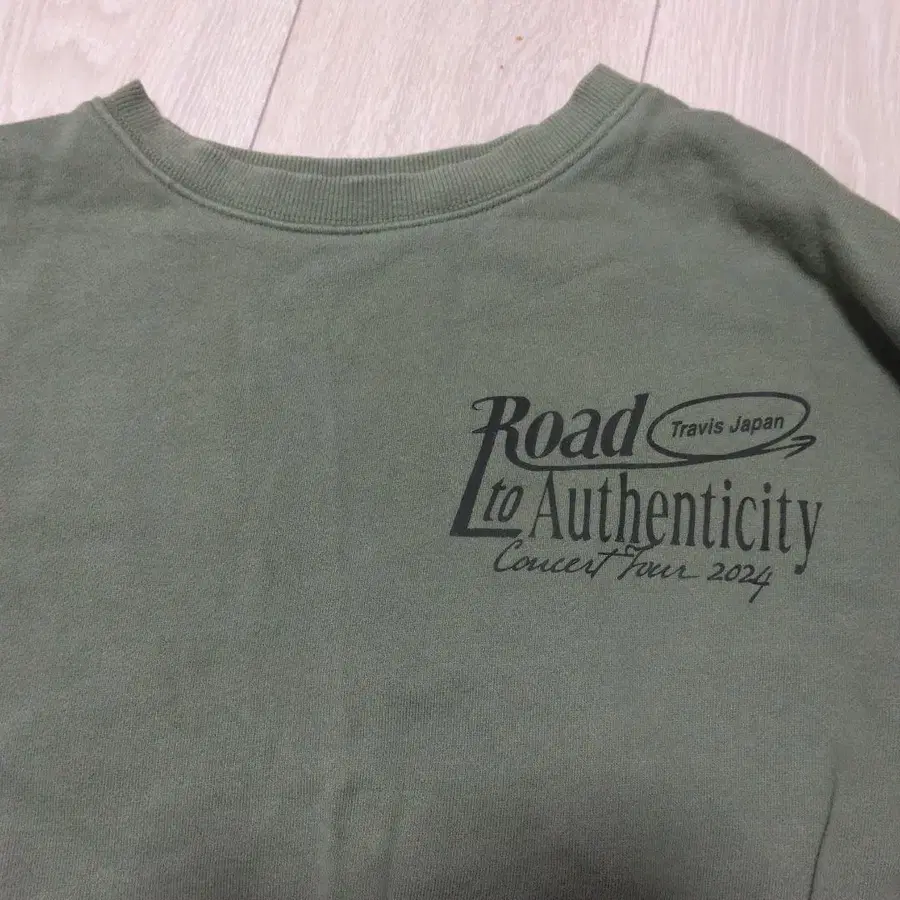 Road Travis Japan
to Authenticity
Concert Tour 2024